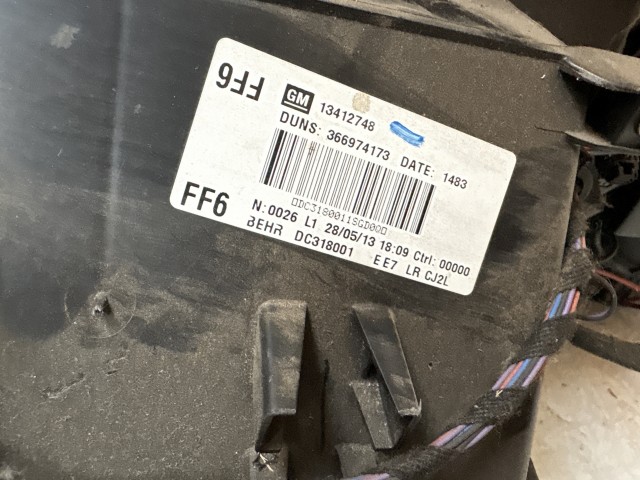 FF6
GM 13412748
DUNS: 366974173 DATE: 1483
FF6
N:0026 L1 28/05/13 18:09 Ctrl: 00000
BEHR DC318001 EE7 LR CJ2L